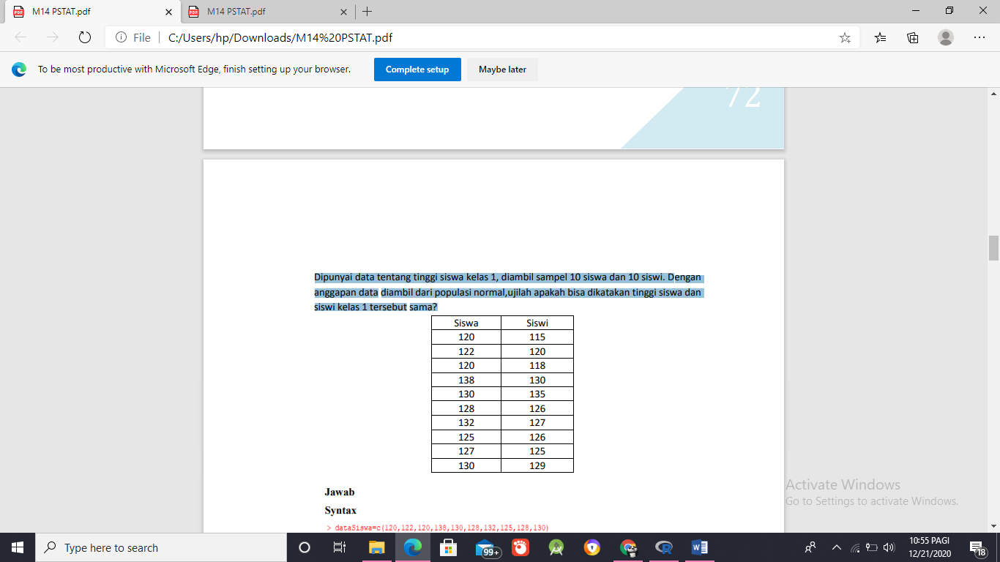 M14 PSTAT.pdf
M14 PSTAT.pdf
File C:/Users/hp/Downloads/M14%20PSTAT.pdf
To be most productive with Microsoft Edge, finish setting up your browser. Complete setup Maybe later
72
Dipunyai data tentang tinggi siswa kelas 1, diambil sampel 10 siswa dan 10 siswi. Dengan
anggapan data diambil dari populasi normal,ujilah apakah bisa dikatakan tinggi siswa dan
siswi kelas 1 tersebut sama?
Siswa Siswi
120 115
122 120
120 118
138 130
130 135
128 126
132 127
125 126
127 125
130 129
Jawab
Syntax
> dataSiswa=c(120,122,120,138,130,128,132,125,128,130)
Activate Windows
Go to Settings to activate Windows.
Type here to search
99+
10:55 PAGI
12/21/2020
18